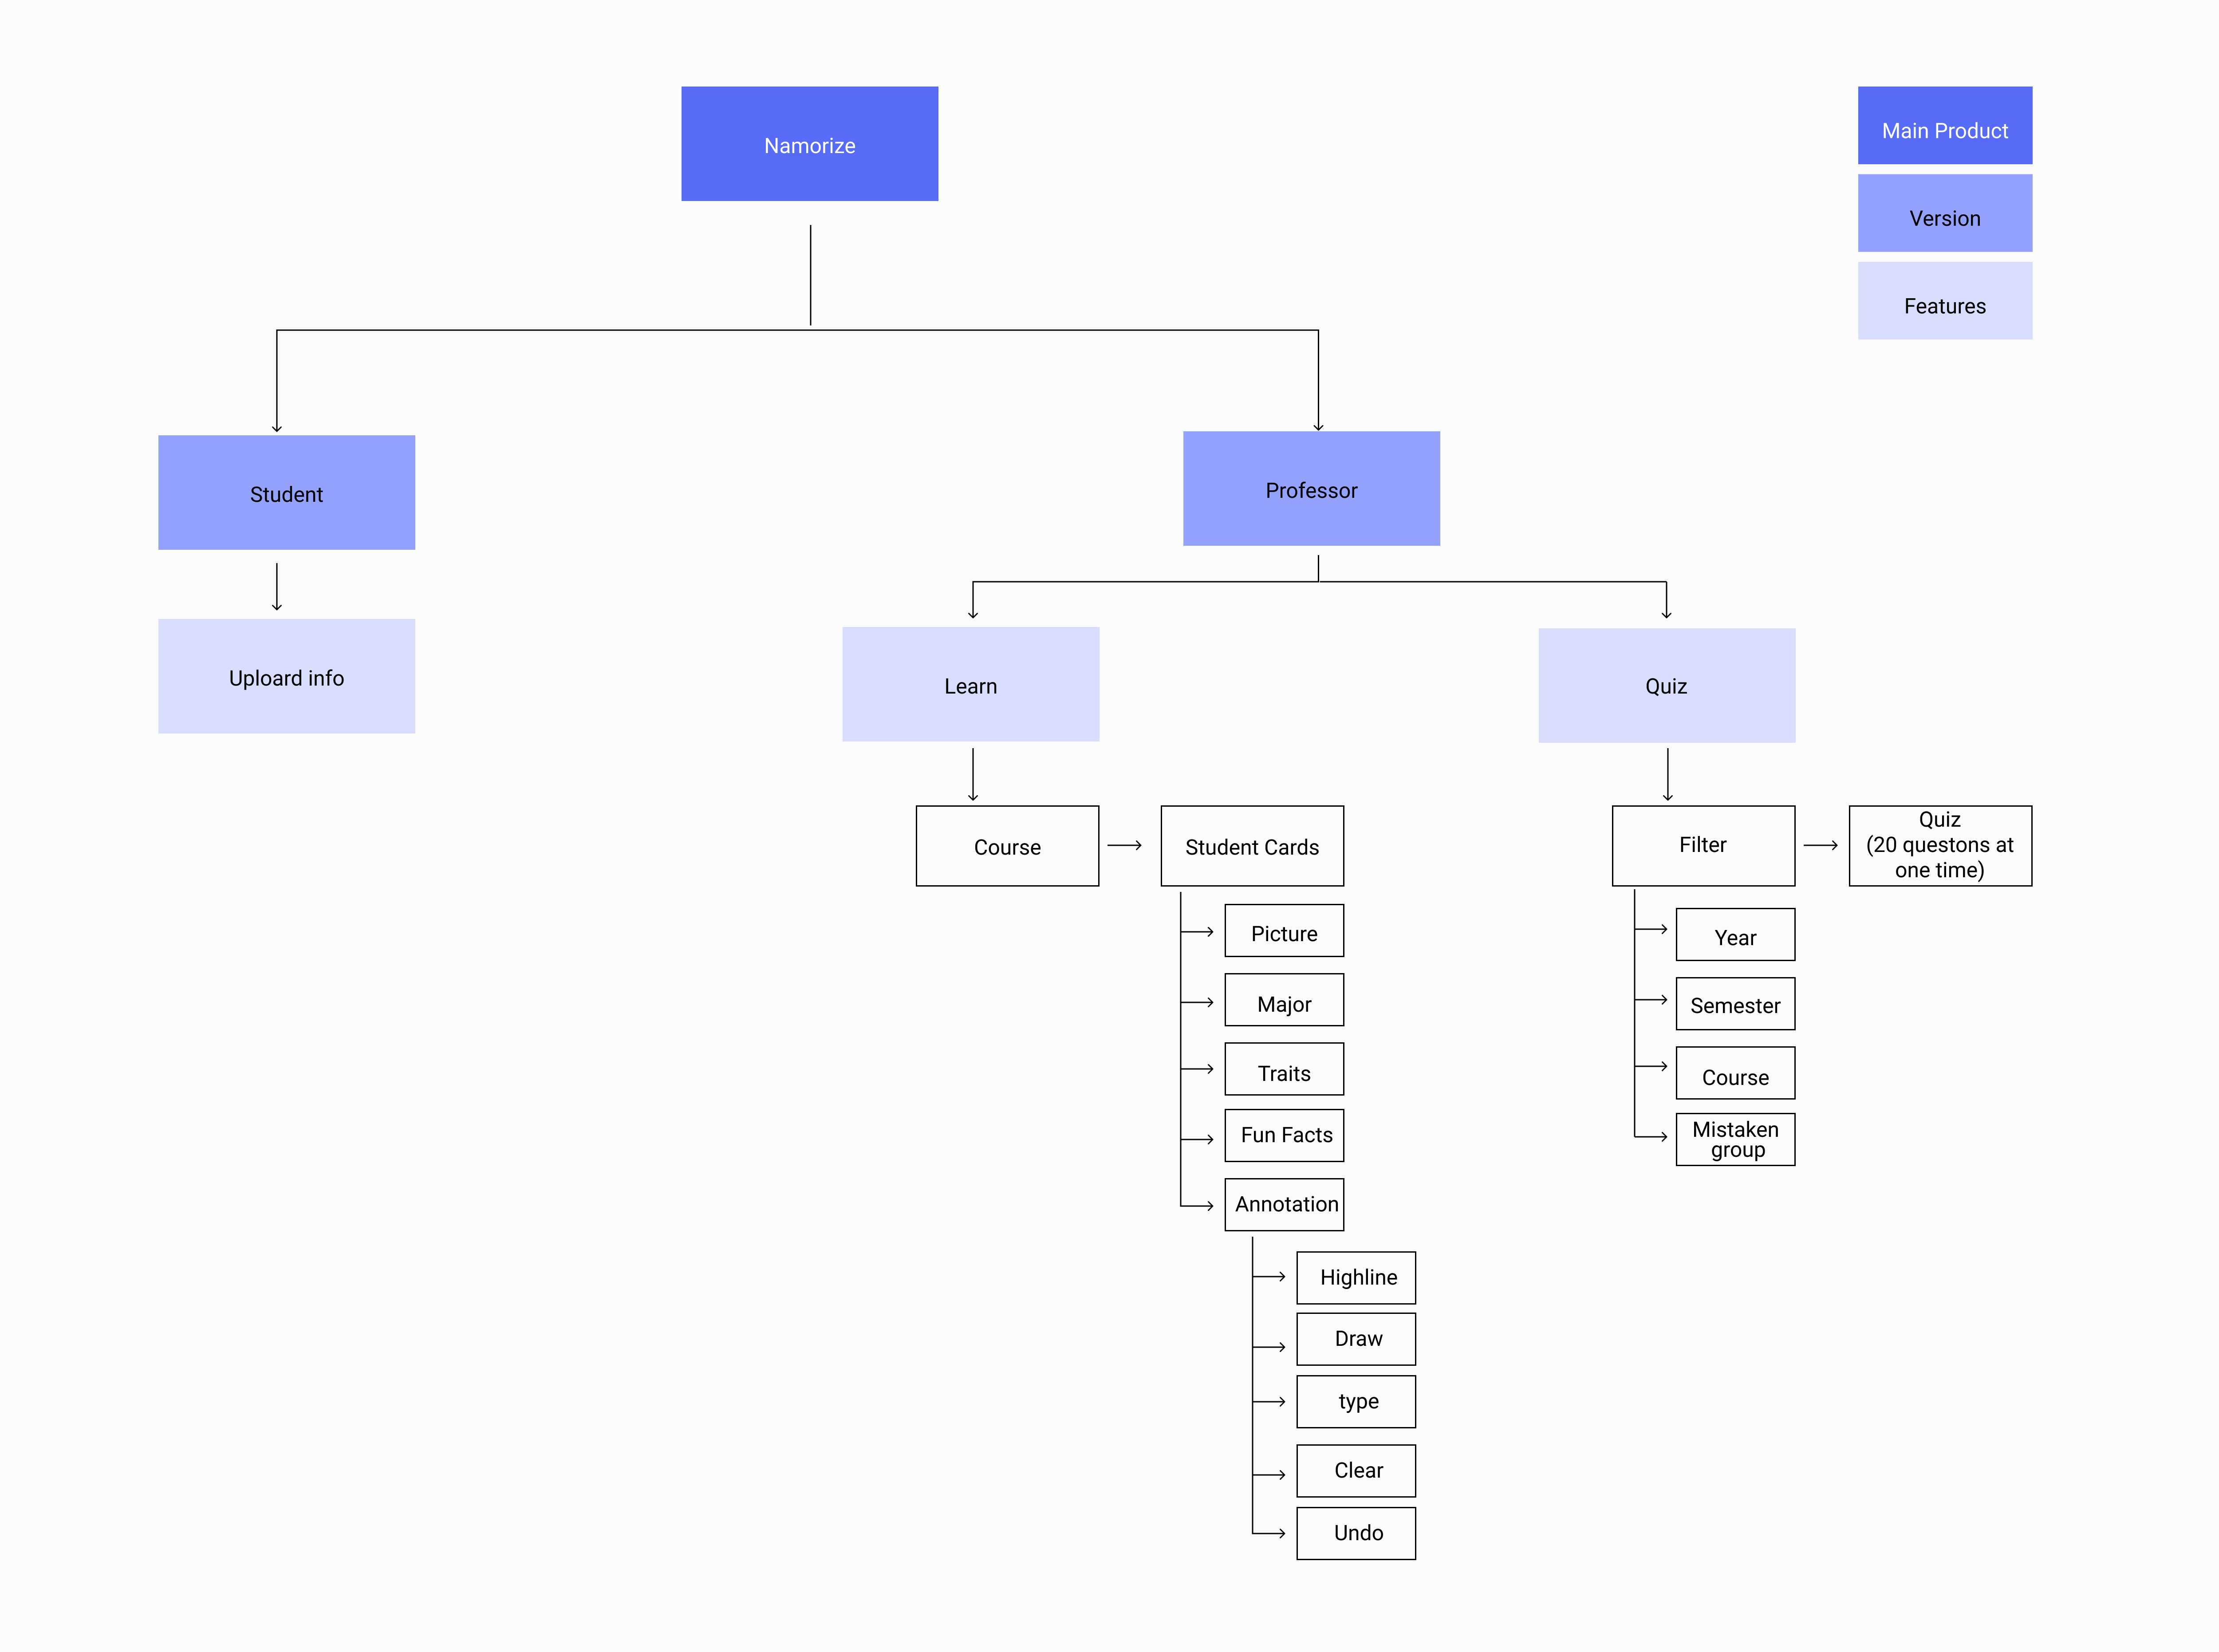 Namorize
Main Product
Version
Features
Student
Professor
Uploard info
Learn
Quiz
Course
Student Cards
Filter
Quiz
(20 questons at
one time)
Picture
Major
Traits
Fun Facts
Annotation
Year
Semester
Course
Mistaken
group
Highline
Draw
type
Clear
Undo